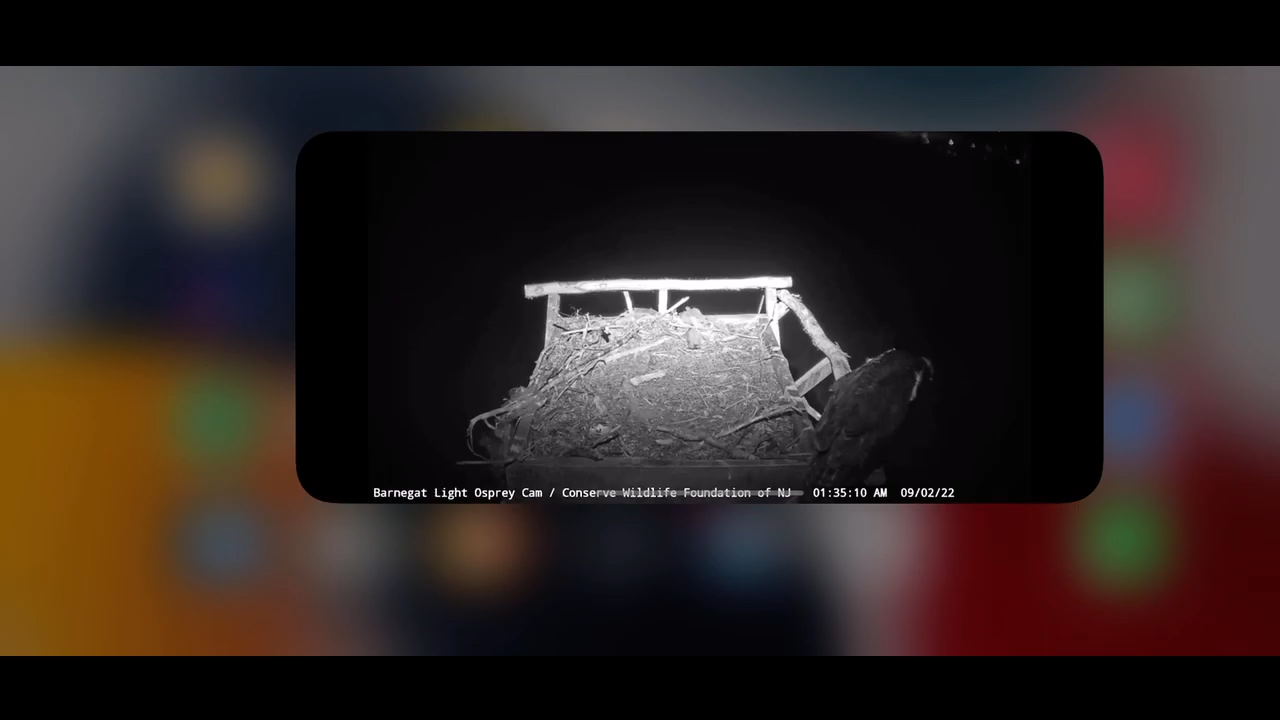 Barnegat Light Osprey Cam / Conserve Wildlife Foundation of NJ 01:35:10 AM 09/02/22